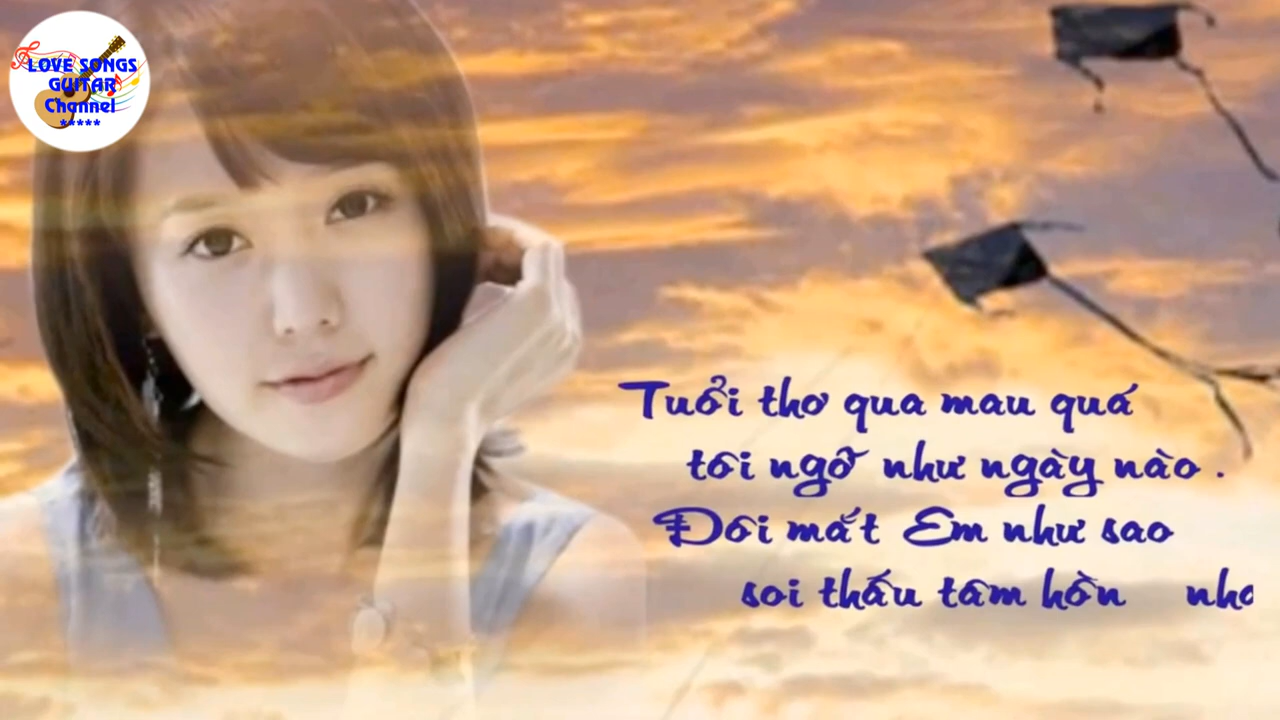 LOVE SONGS
GUITAR
Channel
*****
Tuổi thơ qua mau quá
tôi ngỡ như ngày nào .
Đôi mắt Em như sao
soi thấu tâm hồn